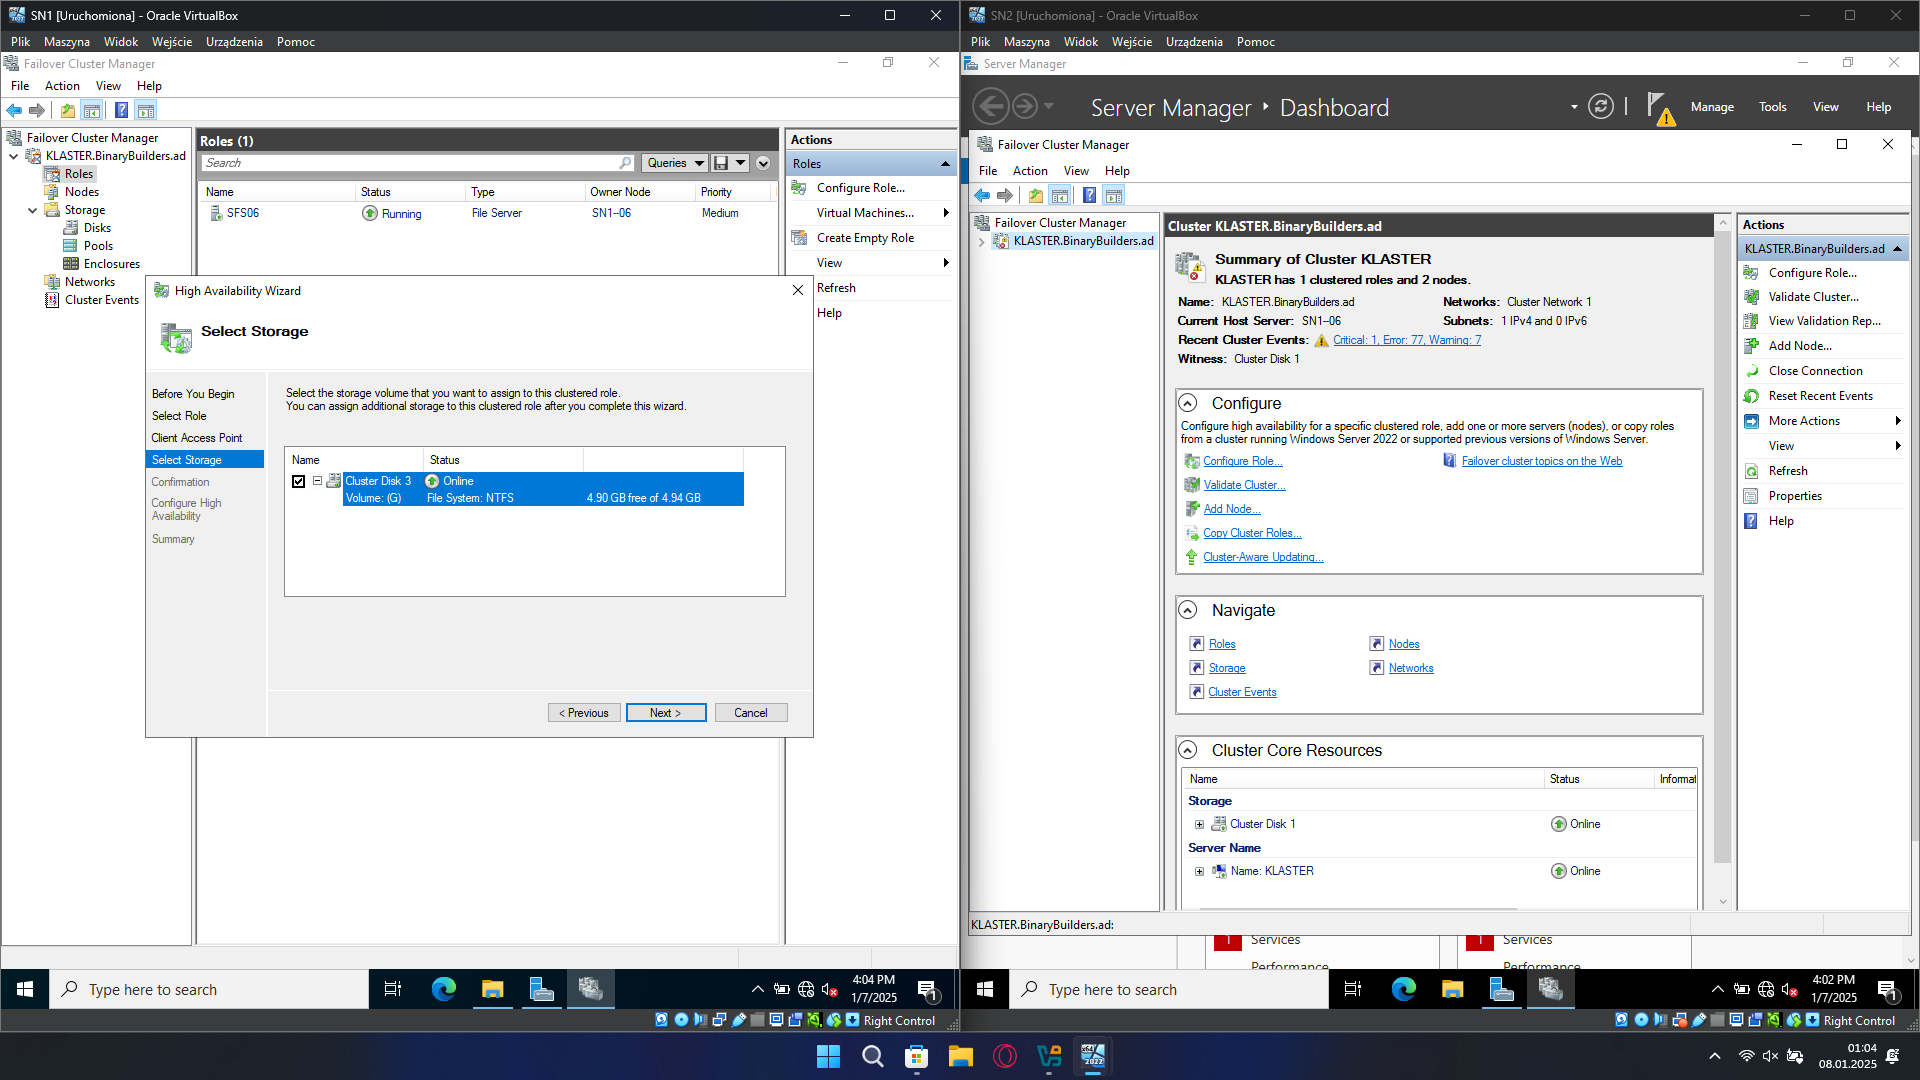 SN1 [Uruchomiona] - Oracle VirtualBox
Plik Maszyna Widok Wejście Urządzenia Pomoc
Failover Cluster Manager
File Action View Help
Failover Cluster Manager
KLASTER.BinaryBuilders.ad
Roles
Nodes
Storage
Disks
Pools
Enclosures
Networks
Cluster Events
Roles (1)
Search
Queries
Name Status Type Owner Node Priority
SFS06 Running File Server SN1--06 Medium
Actions
Roles
Configure Role...
Virtual Machines...
Create Empty Role
View
Refresh
Help
High Availability Wizard
Select Storage
Before You Begin
Select Role
Client Access Point
Select Storage
Confirmation
Configure High
Availability
Summary
Select the storage volume that you want to assign to this clustered role.
You can assign additional storage to this clustered role after you complete this wizard.
Name Status
Cluster Disk 3 Online
Volume: (G) File System: NTFS 4.90 GB free of 4.94 GB
< Previous Next > Cancel
Type here to search
4:04 PM
1/7/2025
1
Right Control
SN2 [Uruchomiona] - Oracle VirtualBox
Plik Maszyna Widok Wejście Urządzenia Pomoc
Server Manager
Server Manager Dashboard
Manage Tools View Help
Failover Cluster Manager
File Action View Help
Failover Cluster Manager
KLASTER.BinaryBuilders.ad
Cluster KLASTER.BinaryBuilders.ad
Summary of Cluster KLASTER
KLASTER has 1 clustered roles and 2 nodes.
Name: KLASTER.BinaryBuilders.ad Networks: Cluster Network 1
Current Host Server: SN1--06 Subnets: 1 IPv4 and 0 IPv6
Recent Cluster Events: Critical: 1, Error: 77, Warning: 7
Witness: Cluster Disk 1
Configure
Configure high availability for a specific clustered role, add one or more servers (nodes), or copy roles
from a cluster running Windows Server 2022 or supported previous versions of Windows Server.
Configure Role... Failover cluster topics on the Web
Validate Cluster...
Add Node...
Copy Cluster Roles...
Cluster-Aware Updating...
Navigate
Roles Nodes
Storage Networks
Cluster Events
Cluster Core Resources
Name Status Informat
Storage
Cluster Disk 1 Online
Server Name
Name: KLASTER Online
Actions
KLASTER.BinaryBuilders.ad
Configure Role...
Validate Cluster...
View Validation Rep...
Add Node...
Close Connection
Reset Recent Events
More Actions
View
Refresh
Properties
Help
KLASTER.BinaryBuilders.ad:
1 Services 1 Services
Performance Performance
Type here to search
4:02 PM
1/7/2025
1
Right Control
2022
01:04
08.01.2025